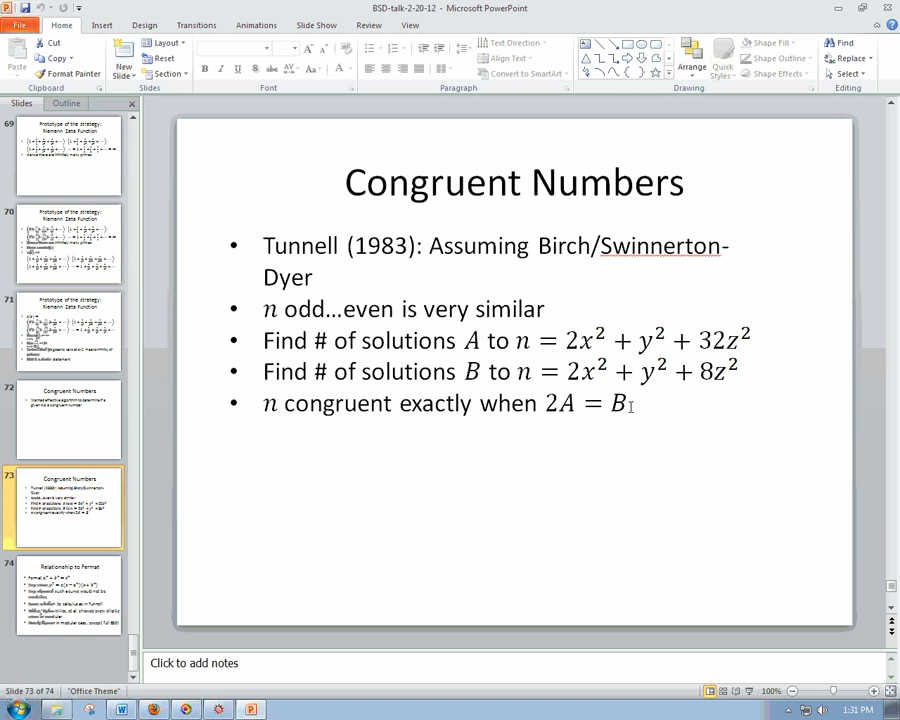 BSD-talk-2-20-12 - Microsoft PowerPoint
File Home Insert Design Transitions Animations Slide Show Review View
Paste Cut Copy Format Painter
New Slide Layout Reset Section
Text Direction Align Text Convert to SmartArt
Arrange Quick Styles Shape Fill Shape Outline Shape Effects
Find Replace Select
Clipboard Slides Font Paragraph Drawing Editing
Slides Outline
69
Prototype of the strategy:
Riemann Zeta Function
70
Prototype of the strategy:
Riemann Zeta Function
71
Prototype of the strategy:
Riemann Zeta Function
72
Congruent Numbers
73
Congruent Numbers
74
Relationship to Fermat
Congruent Numbers
• Tunnell (1983): Assuming Birch/Swinnerton-
Dyer
• n odd…even is very similar
• Find # of solutions A to n = 2x² + y² + 32z²
• Find # of solutions B to n = 2x² + y² + 8z²
• n congruent exactly when 2A = B
Click to add notes
Slide 73 of 74 "Office Theme" 100%
1:31 PM